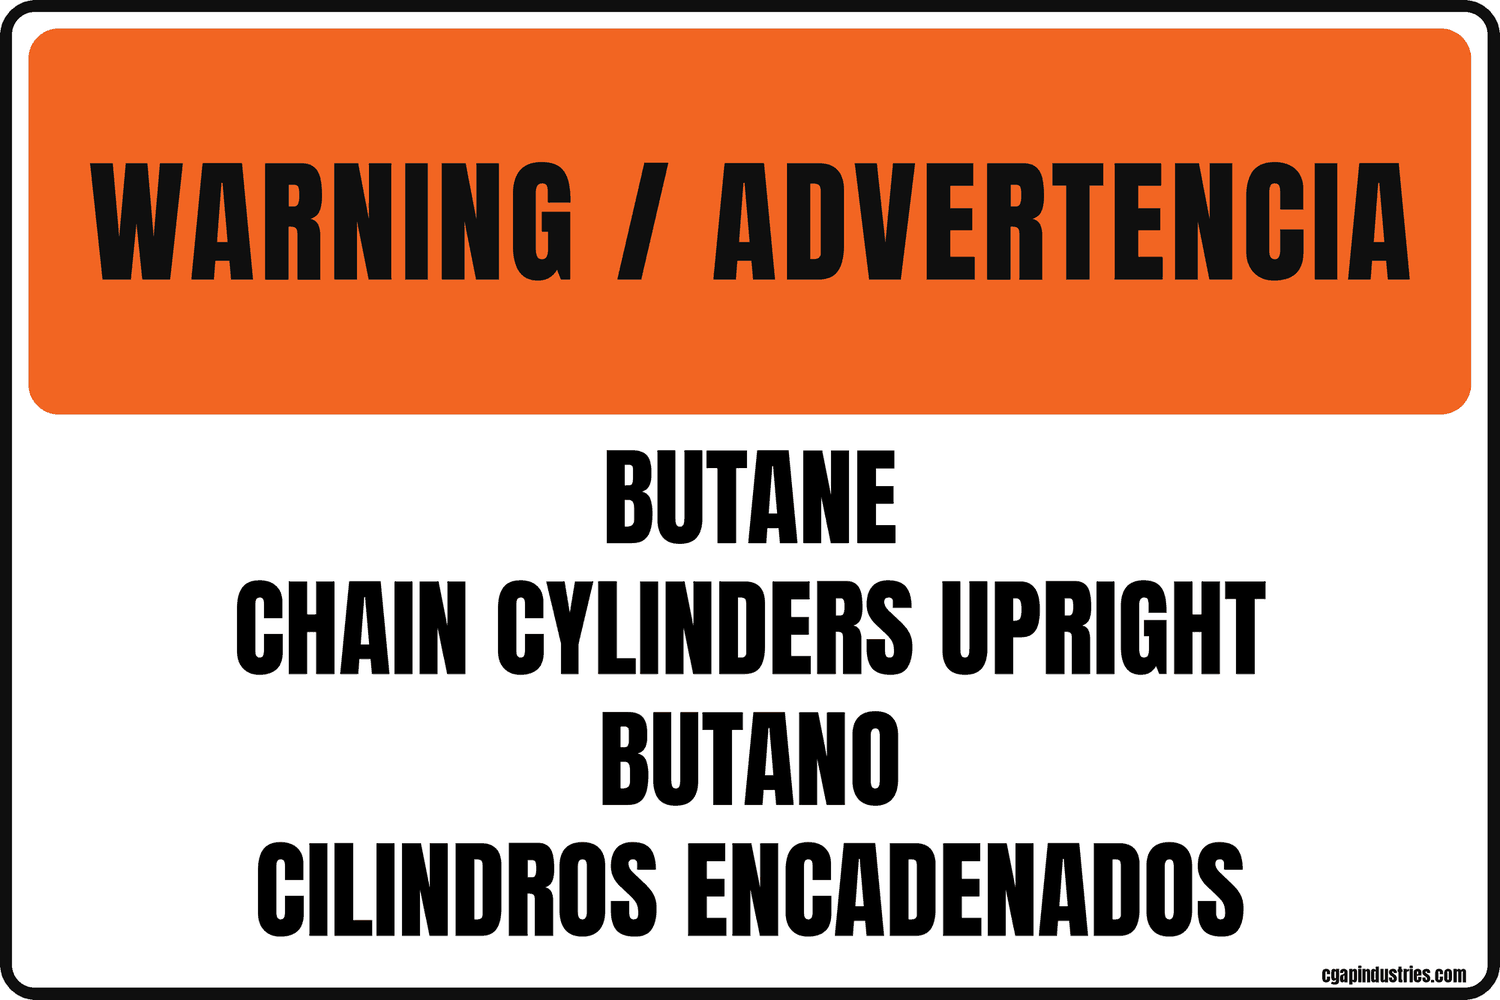 WARNING / ADVERTENCIA
BUTANE
CHAIN CYLINDERS UPRIGHT
BUTANO
CILINDROS ENCADENADOS
cgapindustries.com